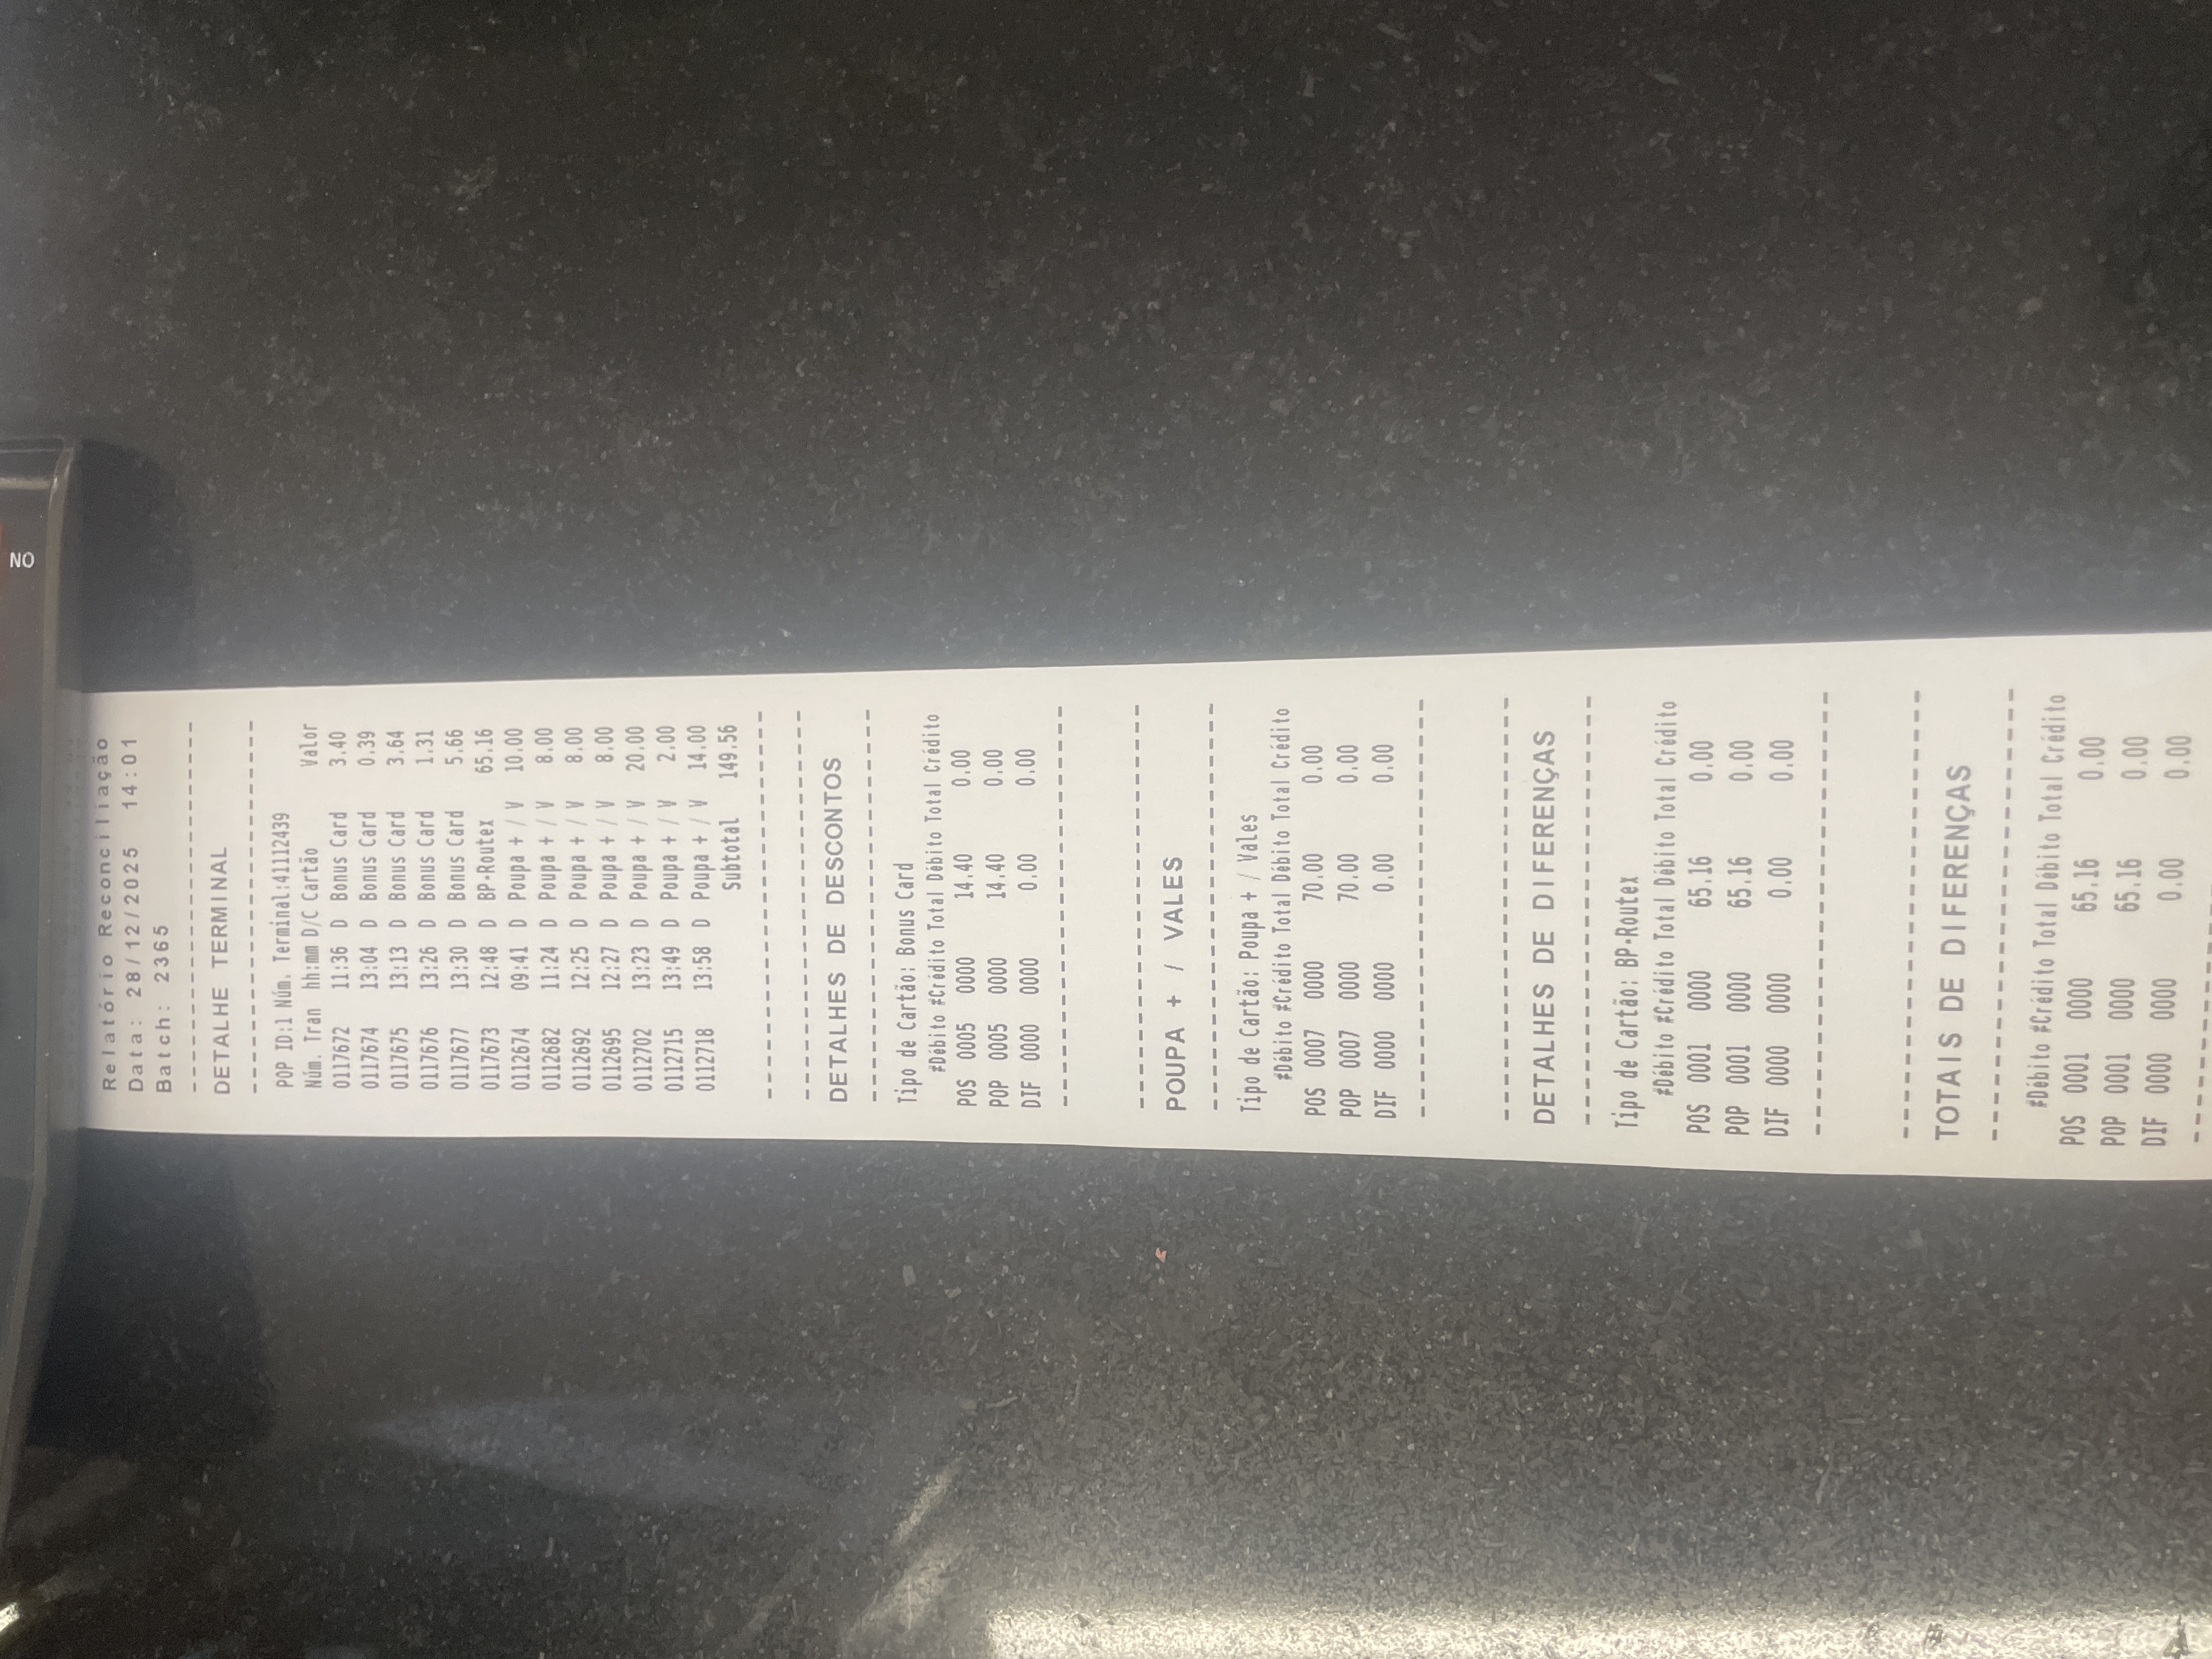 NO
Relatório Reconciliação
Data: 28/12/2025 14:01
Batch: 2365
--------------------------------
DETALHE TERMINAL
--------------------------------
POP ID:1 Núm. Terminal:41112439
Núm. Tran hh:mm D/C Cartão Valor
0117672 11:36 D Bonus Card 3.40
0117674 13:04 D Bonus Card 0.39
0117675 13:13 D Bonus Card 3.64
0117676 13:26 D Bonus Card 1.31
0117677 13:30 D Bonus Card 5.66
0117673 12:48 D BP-Routex 65.16
0112674 09:41 D Poupa + / V 10.00
0112682 11:24 D Poupa + / V 8.00
0112692 12:25 D Poupa + / V 8.00
0112695 12:27 D Poupa + / V 8.00
0112702 13:23 D Poupa + / V 20.00
0112715 13:49 D Poupa + / V 2.00
0112718 13:58 D Poupa + / V 14.00
Subtotal 149.56
--------------------------------
--------------------------------
DETALHES DE DESCONTOS
--------------------------------
Tipo de Cartão: Bonus Card
#Débito #Crédito Total Débito Total Crédito
POS 0005 0000 14.40 0.00
POP 0005 0000 14.40 0.00
DIF 0000 0000 0.00 0.00
--------------------------------
--------------------------------
POUPA + / VALES
--------------------------------
Tipo de Cartão: Poupa + / Vales
#Débito #Crédito Total Débito Total Crédito
POS 0007 0000 70.00 0.00
POP 0007 0000 70.00 0.00
DIF 0000 0000 0.00 0.00
--------------------------------
--------------------------------
DETALHES DE DIFERENÇAS
--------------------------------
Tipo de Cartão: BP-Routex
#Débito #Crédito Total Débito Total Crédito
POS 0001 0000 65.16 0.00
POP 0001 0000 65.16 0.00
DIF 0000 0000 0.00 0.00
--------------------------------
--------------------------------
TOTAIS DE DIFERENÇAS
--------------------------------
#Débito #Crédito Total Débito Total Crédito
POS 0001 0000 65.16 0.00
POP 0001 0000 65.16 0.00
DIF 0000 0000 0.00 0.00
--------------------------------